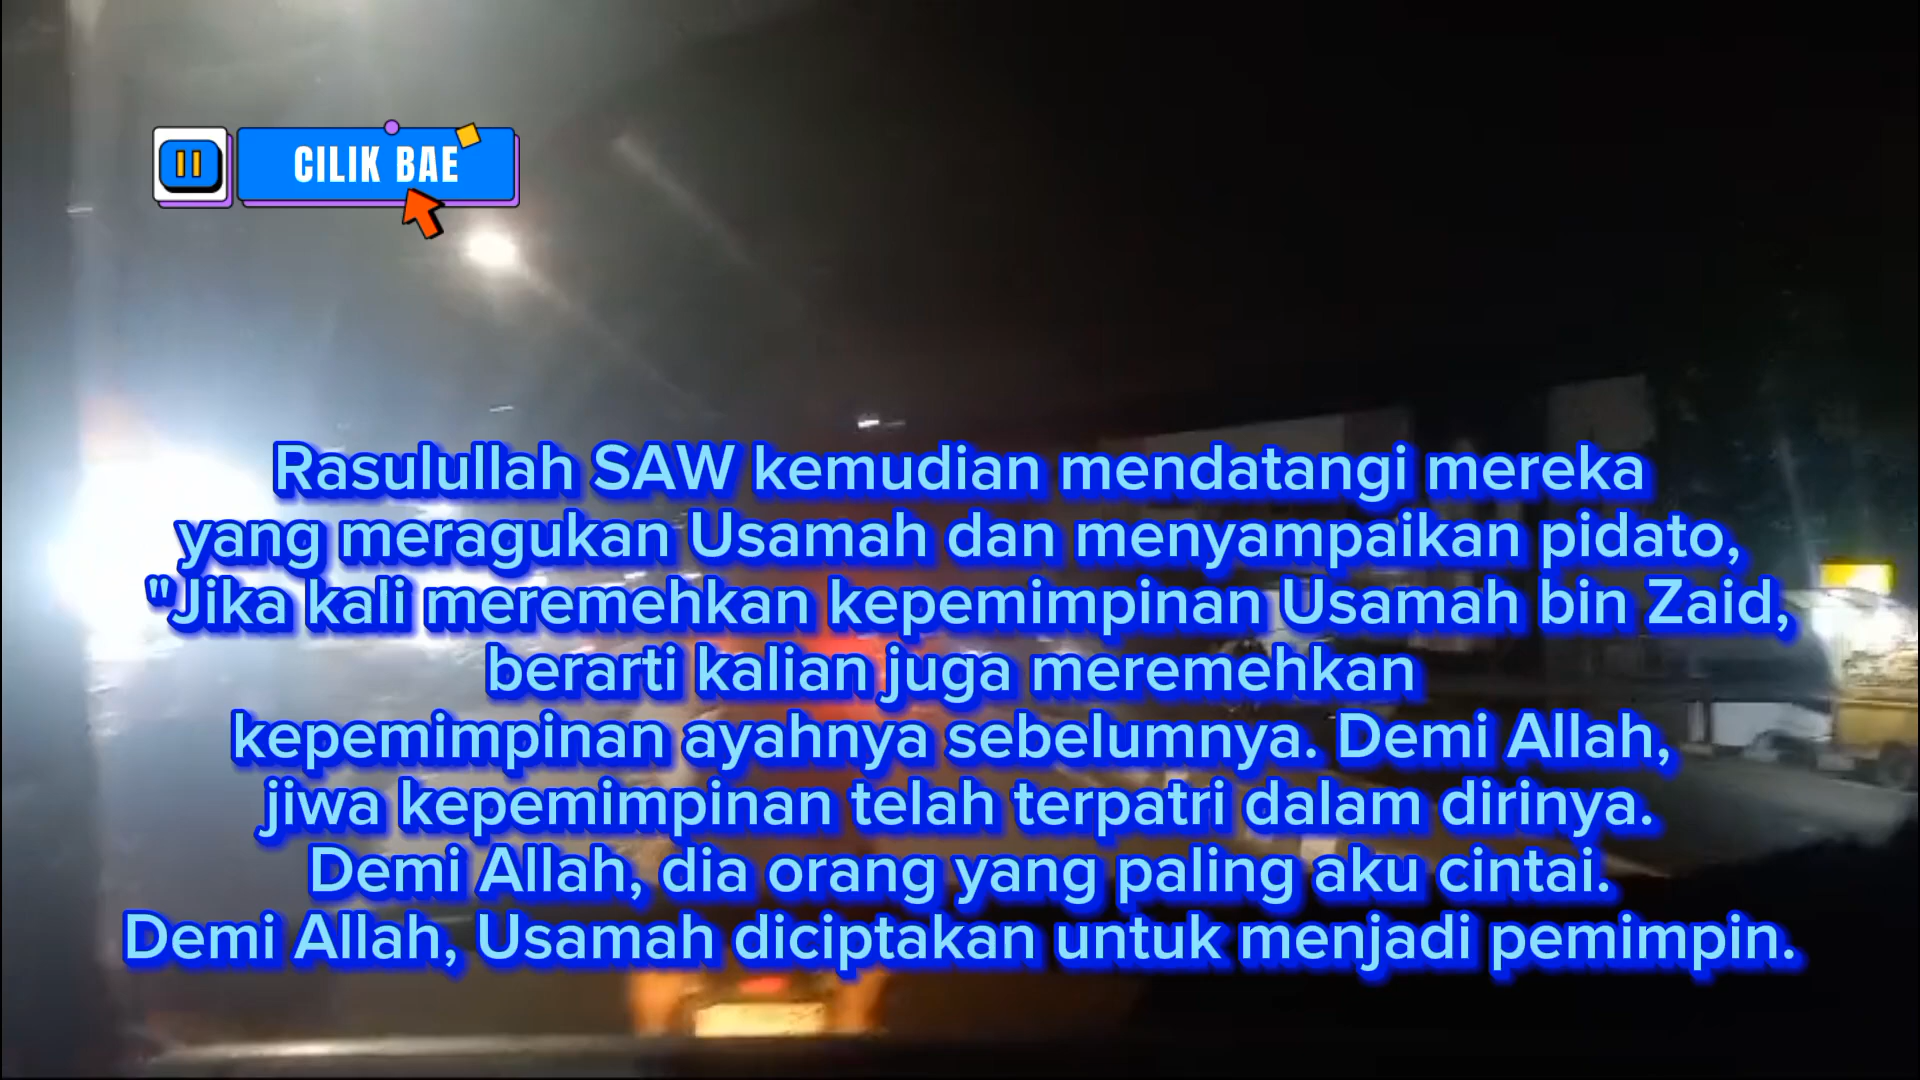 CILIK BAE
Rasulullah SAW kemudian mendatangi mereka
yang meragukan Usamah dan menyampaikan pidato,
"Jika kali meremehkan kepemimpinan Usamah bin Zaid,
berarti kalian juga meremehkan
kepemimpinan ayahnya sebelumnya. Demi Allah,
jiwa kepemimpinan telah terpatri dalam dirinya.
Demi Allah, dia orang yang paling aku cintai.
Demi Allah, Usamah diciptakan untuk menjadi pemimpin.